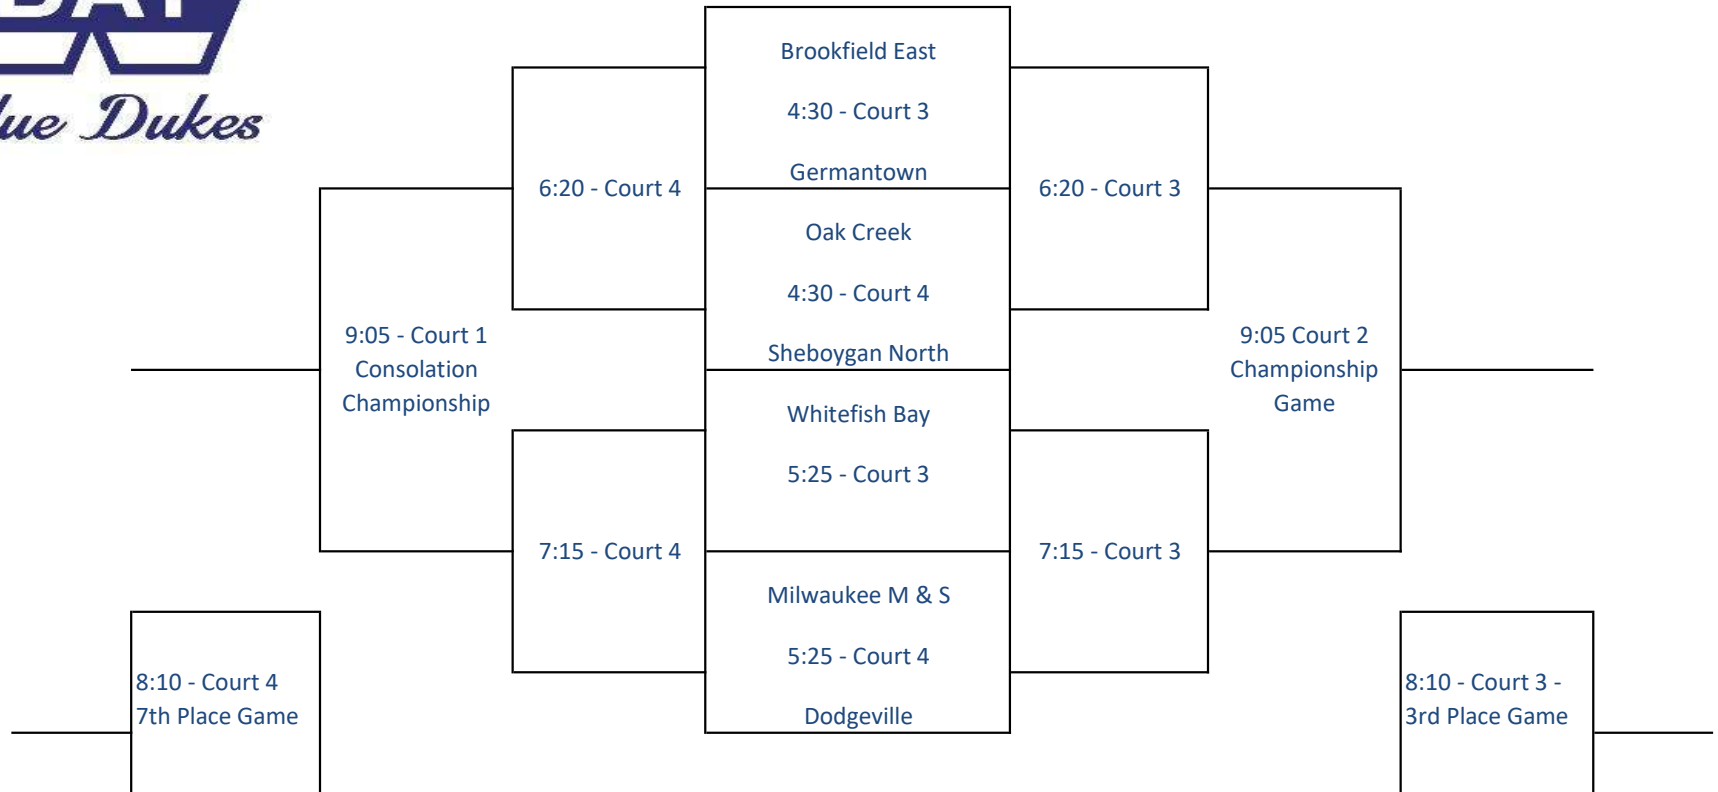 Dukes
Brookfield East
4:30 - Court 3
Germantown
6:20 - Court 4
6:20 - Court 3
Oak Creek
4:30 - Court 4
Sheboygan North
9:05 - Court 1
Consolation
Championship
9:05 Court 2
Championship
Game
Whitefish Bay
5:25 - Court 3
7:15 - Court 4
7:15 - Court 3
Milwaukee M & S
5:25 - Court 4
Dodgeville
8:10 - Court 4
7th Place Game
8:10 - Court 3 -
3rd Place Game